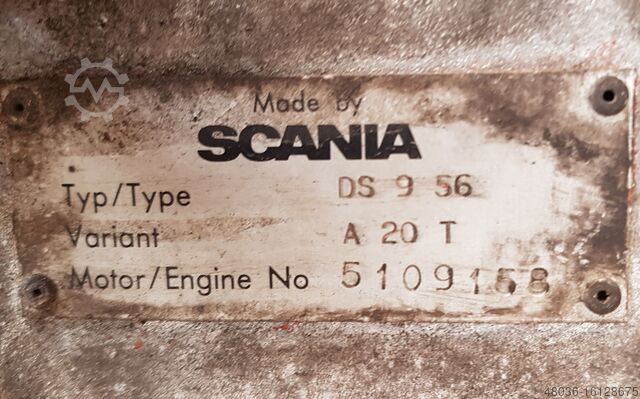 Made by
SCANIA
Typ/Type DS 9 56
Variant A 20 T
Motor/Engine No 5109158
48036-16128675